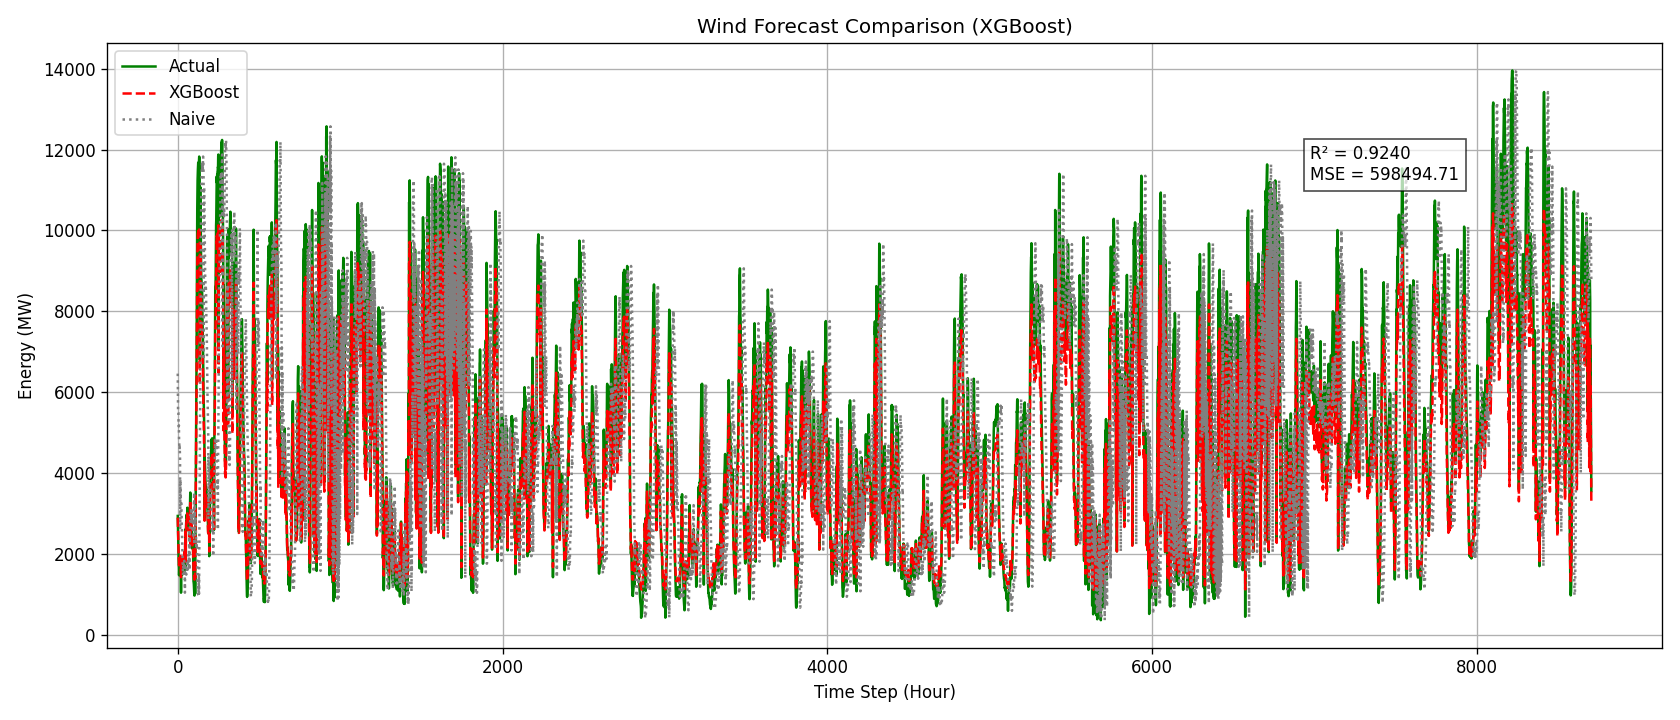 Wind Forecast Comparison (XGBoost)
Energy (MW)
14000
12000
10000
8000
6000
4000
2000
0
Actual
XGBoost
Naive
R² = 0.9240
MSE = 598494.71
0
2000
4000
6000
8000
Time Step (Hour)